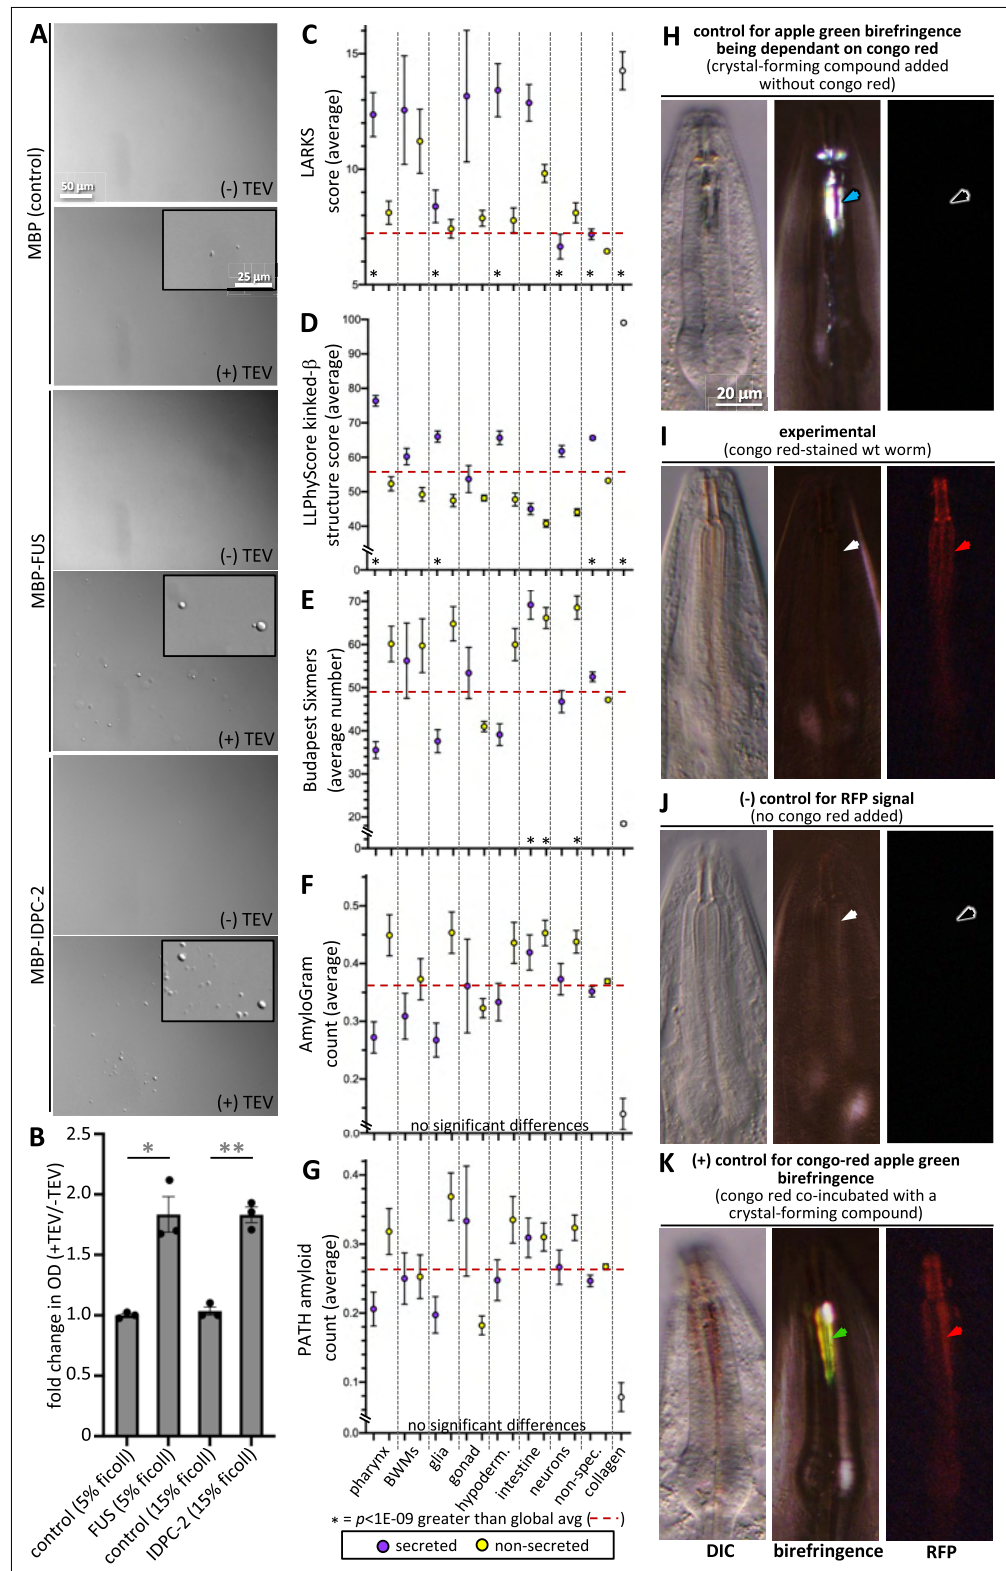 A
MBP (control)
50 µm
(-) TEV
25 µm
(+) TEV
MBP-FUS
(-) TEV
(+) TEV
MBP-IDPC-2
(-) TEV
(+) TEV
B
fold change in OD (+TEV/-TEV)
2.5
2.0
1.5
1.0
0.5
0
*
**
control (5% ficoll)
FUS (5% ficoll)
control (15% ficoll)
IDPC-2 (15% ficoll)
C
LARKS
score (average)
15
10
5
* * * * * *
D
LLPhyScore kinked-β
structure score (average)
100
90
80
70
60
50
40
0
* * * *
E
Budapest Sixmers
(average number)
70
60
50
40
30
20
0
* * *
F
AmyloGram
count (average)
0.5
0.4
0.3
0.2
0.0
no significant differences
G
PATH amyloid
count (average)
0.4
0.3
0.2
0.1
0.0
no significant differences
pharynx
BWMs
glia
gonad
hypoderm.
intestine
neurons
non-spec.
collagen
* = p<1E-09 greater than global avg (---)
secreted non-secreted
H control for apple green birefringence
being dependant on congo red
(crystal-forming compound added
without congo red)
20 µm
I experimental
(congo red-stained wt worm)
J (-) control for RFP signal
(no congo red added)
K (+) control for congo-red apple green
birefringence
(congo red co-incubated with a
crystal-forming compound)
DIC birefringence RFP